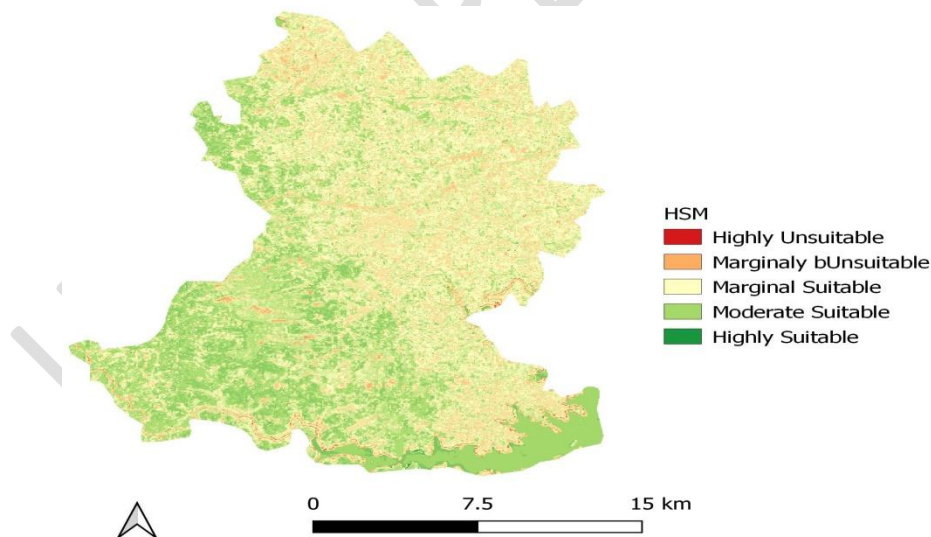 HSM
Highly Unsuitable
Marginaly bUnsuitable
Marginal Suitable
Moderate Suitable
Highly Suitable
0 7.5 15 km